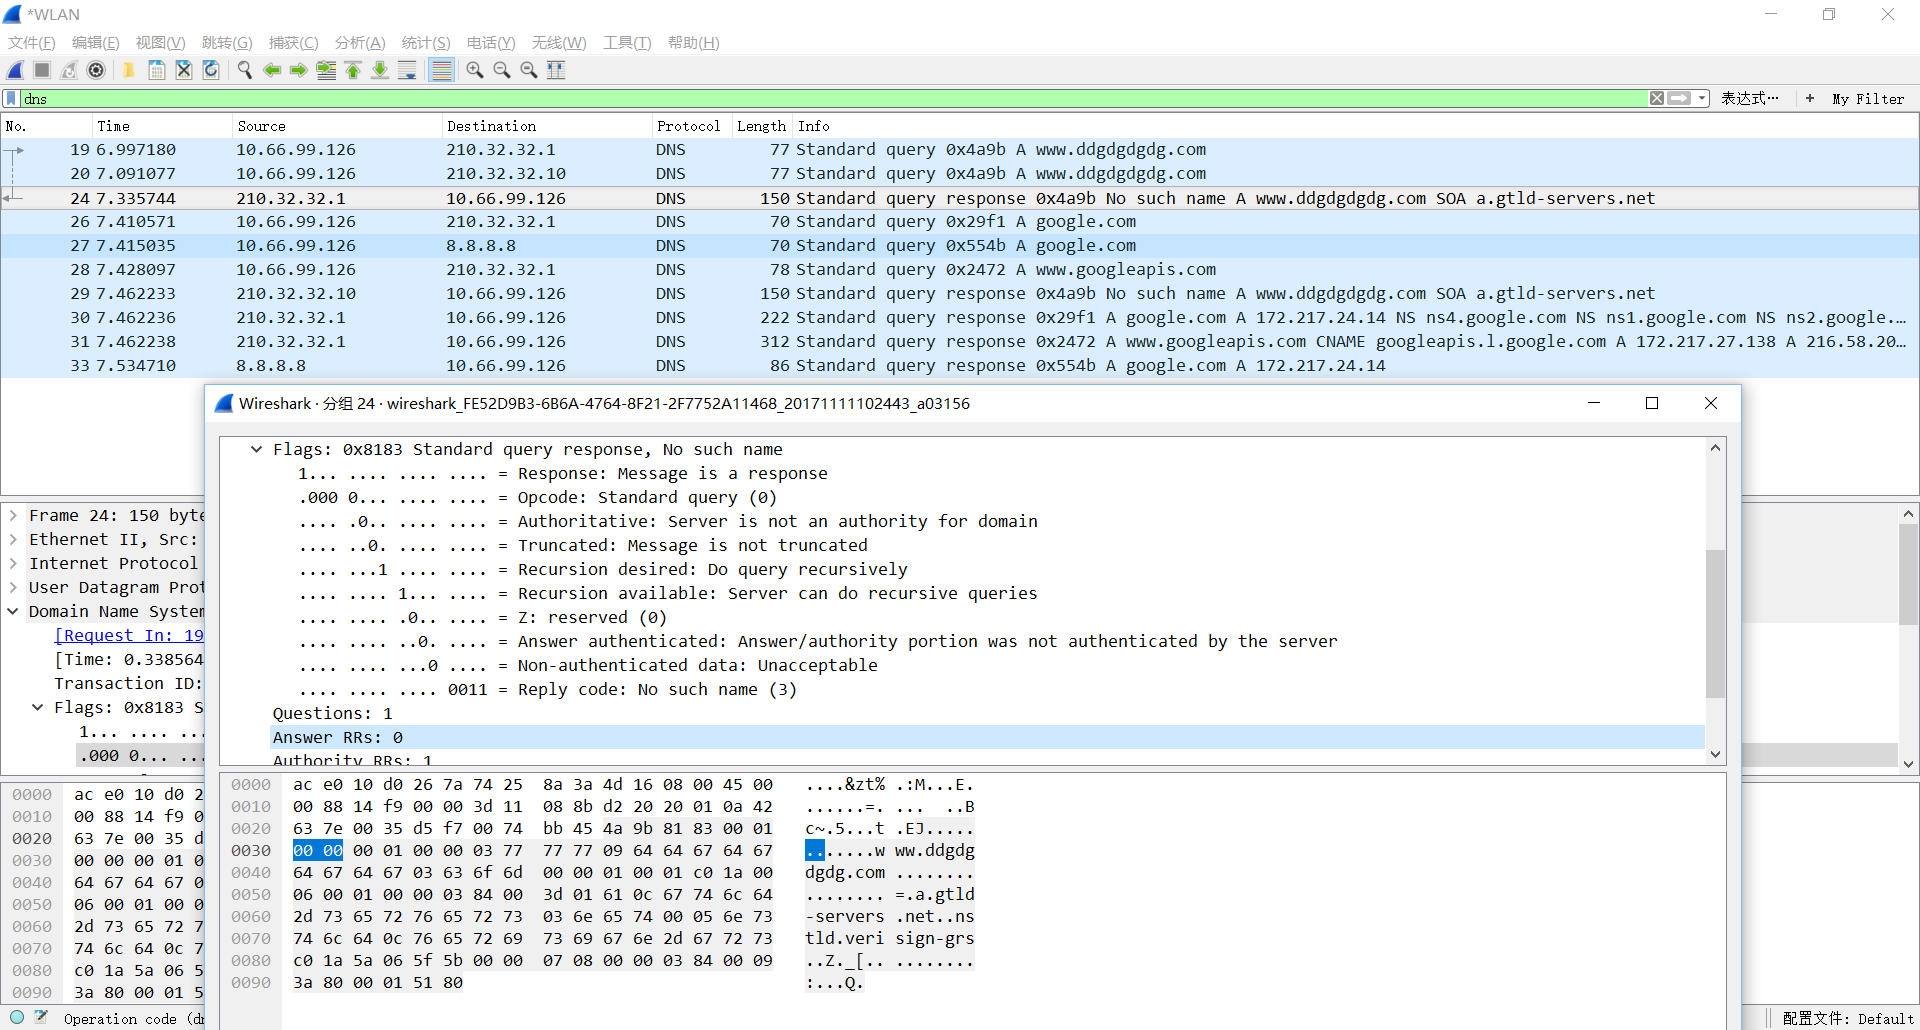 *WLAN
文件(F) 编辑(E) 视图(V) 跳转(G) 捕获(C) 分析(A) 统计(S) 电话(Y) 无线(W) 工具(T) 帮助(H)
dns 表达式… + My Filter
No. Time Source Destination Protocol Length Info
19 6.997180 10.66.99.126 210.32.32.1 DNS 77 Standard query 0x4a9b A www.ddgdgdgdg.com
20 7.091077 10.66.99.126 210.32.32.10 DNS 77 Standard query 0x4a9b A www.ddgdgdgdg.com
24 7.335744 210.32.32.1 10.66.99.126 DNS 150 Standard query response 0x4a9b No such name A www.ddgdgdgdg.com SOA a.gtld-servers.net
26 7.410571 10.66.99.126 210.32.32.1 DNS 70 Standard query 0x29f1 A google.com
27 7.415035 10.66.99.126 8.8.8.8 DNS 70 Standard query 0x554b A google.com
28 7.428097 10.66.99.126 210.32.32.1 DNS 78 Standard query 0x2472 A www.googleapis.com
29 7.462233 210.32.32.10 10.66.99.126 DNS 150 Standard query response 0x4a9b No such name A www.ddgdgdgdg.com SOA a.gtld-servers.net
30 7.462236 210.32.32.1 10.66.99.126 DNS 222 Standard query response 0x29f1 A google.com A 172.217.24.14 NS ns4.google.com NS ns1.google.com NS ns2.google.…
31 7.462238 210.32.32.1 10.66.99.126 DNS 312 Standard query response 0x2472 A www.googleapis.com CNAME googleapis.l.google.com A 172.217.27.138 A 216.58.20…
33 7.534710 8.8.8.8 10.66.99.126 DNS 86 Standard query response 0x554b A google.com A 172.217.24.14
Wireshark · 分组 24 · wireshark_FE52D9B3-6B6A-4764-8F21-2F7752A11468_20171111102443_a03156
Flags: 0x8183 Standard query response, No such name
1... .... .... .... = Response: Message is a response
.000 0... .... .... = Opcode: Standard query (0)
.... .0.. .... .... = Authoritative: Server is not an authority for domain
.... ..0. .... .... = Truncated: Message is not truncated
.... ...1 .... .... = Recursion desired: Do query recursively
.... .... 1... .... = Recursion available: Server can do recursive queries
.... .... .0.. .... = Z: reserved (0)
.... .... ..0. .... = Answer authenticated: Answer/authority portion was not authenticated by the server
.... .... ...0 .... = Non-authenticated data: Unacceptable
.... .... .... 0011 = Reply code: No such name (3)
Questions: 1
Answer RRs: 0
Authority RRs: 1
0000 ac e0 10 d0 26 7a 74 25 8a 3a 4d 16 08 00 45 00 ....&zt% .:M...E.
0010 00 88 14 f9 00 00 3d 11 08 8b d2 20 20 01 0a 42 ......=. ... ..B
0020 63 7e 00 35 d5 f7 00 74 bb 45 4a 9b 81 83 00 01 c~.5...t .EJ.....
0030 00 00 00 01 00 00 03 77 77 77 09 64 64 67 64 67 .......w ww.ddgdg
0040 64 67 64 67 03 63 6f 6d 00 00 01 00 01 c0 1a 00 dgdg.com ........
0050 06 00 01 00 00 03 84 00 3d 01 61 0c 67 74 6c 64 ........ =.a.gtld
0060 2d 73 65 72 76 65 72 73 03 6e 65 74 00 05 6e 73 -servers .net..ns
0070 74 6c 64 0c 76 65 72 69 73 69 67 6e 2d 67 72 73 tld.veri sign-grs
0080 c0 1a 5a 06 5f 5b 00 00 07 08 00 00 03 84 00 09 ..Z._[.. ........
0090 3a 80 00 01 51 80 :...Q.
Frame 24: 150 byte
Ethernet II, Src:
Internet Protocol
User Datagram Prot
Domain Name System
[Request In: 19
[Time: 0.338564
Transaction ID:
Flags: 0x8183 S
1... .... ...
.000 0... ...
0000 ac e0 10 d0 2
0010 00 88 14 f9 0
0020 63 7e 00 35 d
0030 00 00 00 01 0
0040 64 67 64 67 0
0050 06 00 01 00 0
0060 2d 73 65 72 7
0070 74 6c 64 0c 7
0080 c0 1a 5a 06 5
0090 3a 80 00 01 5
Operation code (dn 配置文件: Default